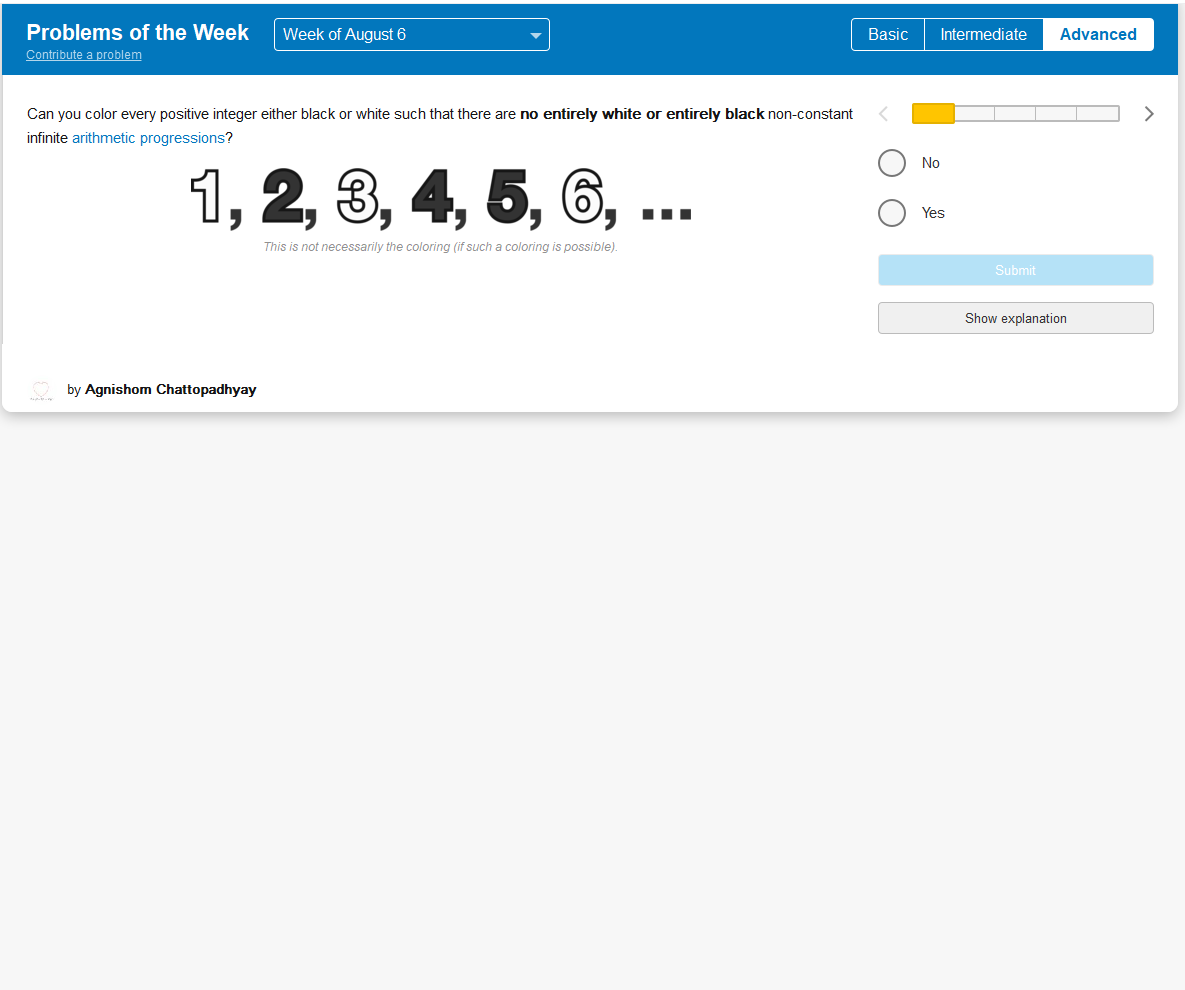 Problems of the Week
Contribute a problem
Week of August 6
Basic
Intermediate
Advanced
Can you color every positive integer either black or white such that there are no entirely white or entirely black non-constant
infinite arithmetic progressions?
1, 2, 3, 4, 5, 6, ...
This is not necessarily the coloring (if such a coloring is possible).
No
Yes
Submit
Show explanation
by Agnishom Chattopadhyay